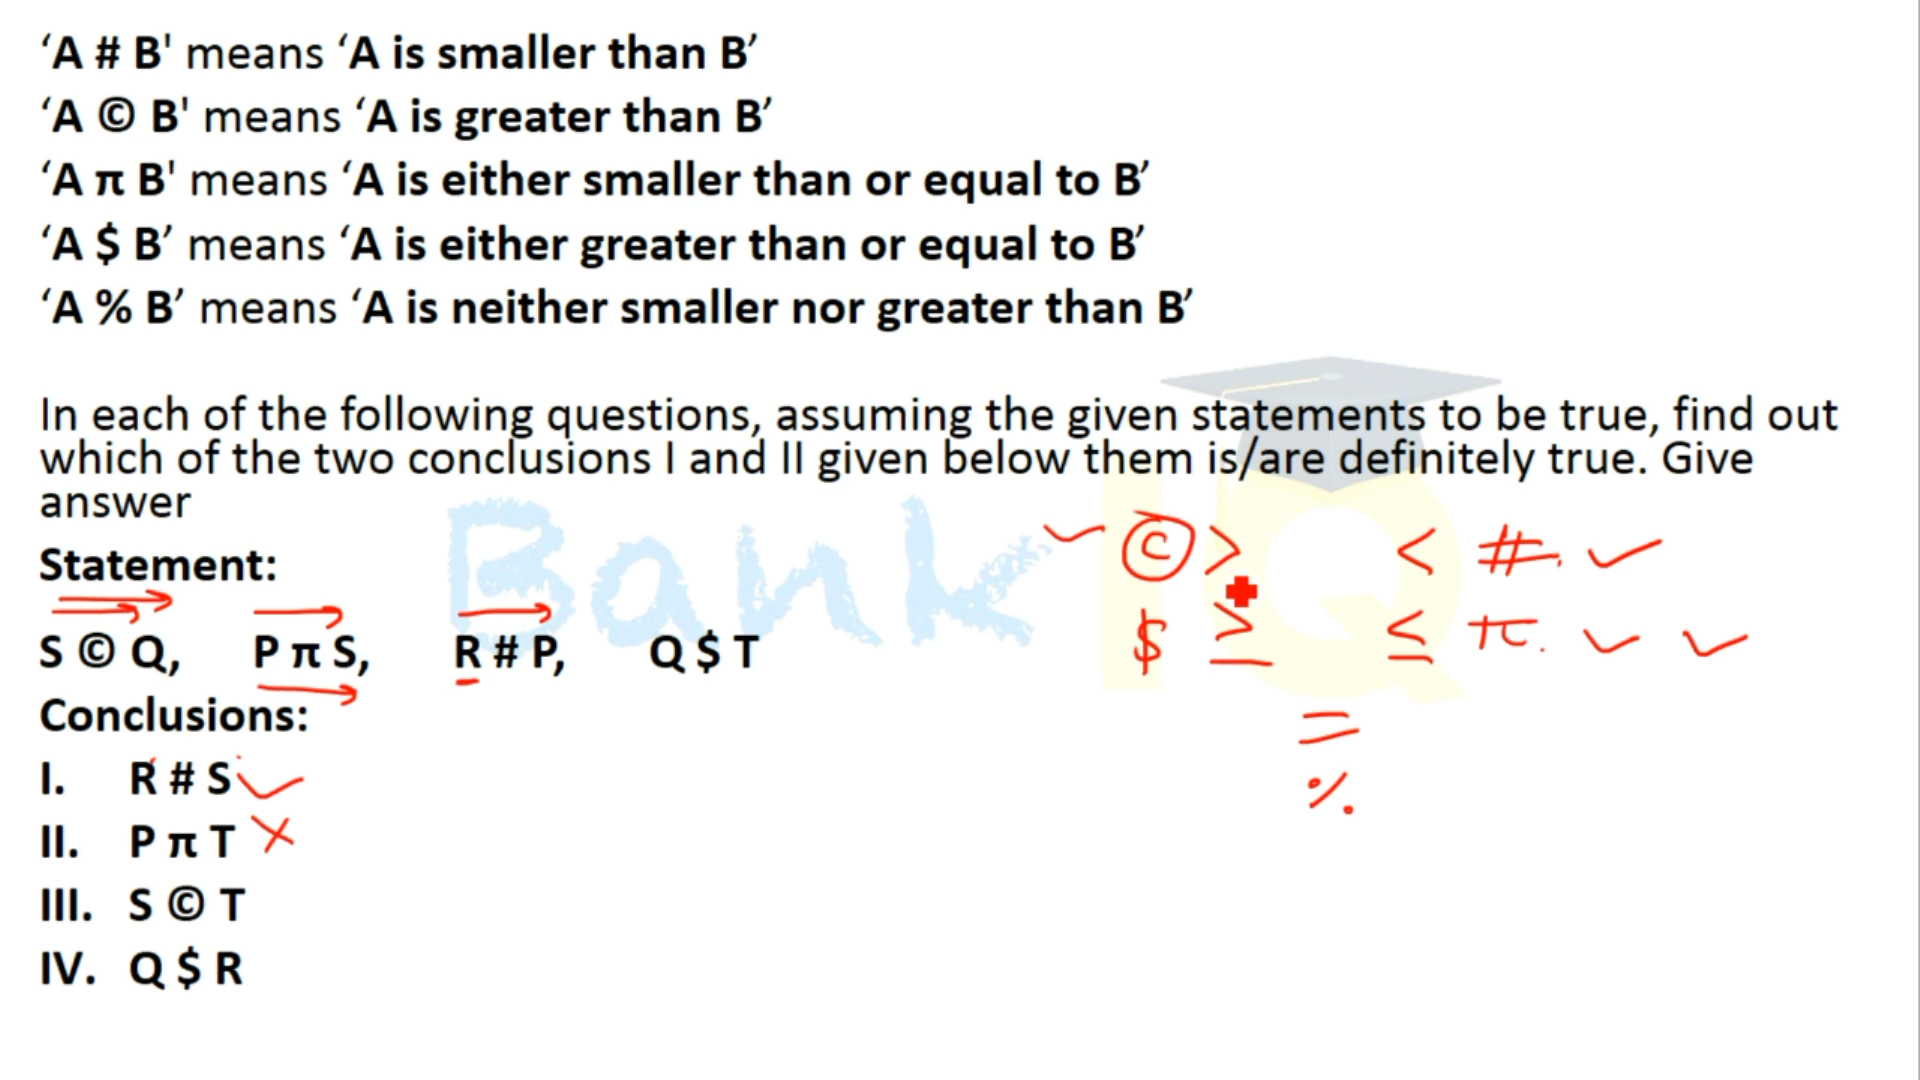 ‘A # B' means ‘A is smaller than B’
‘A © B' means ‘A is greater than B’
‘A π B' means ‘A is either smaller than or equal to B’
‘A $ B’ means ‘A is either greater than or equal to B’
‘A % B’ means ‘A is neither smaller nor greater than B’
In each of the following questions, assuming the given statements to be true, find out
which of the two conclusions I and II given below them is/are definitely true. Give
answer
Bank IQ
© > < #
Statement:
$ ≥ ≤ π
S © Q, P π S, R # P, Q $ T
Conclusions:
=
I. R # S
%
II. P π T
III. S © T
IV. Q $ R